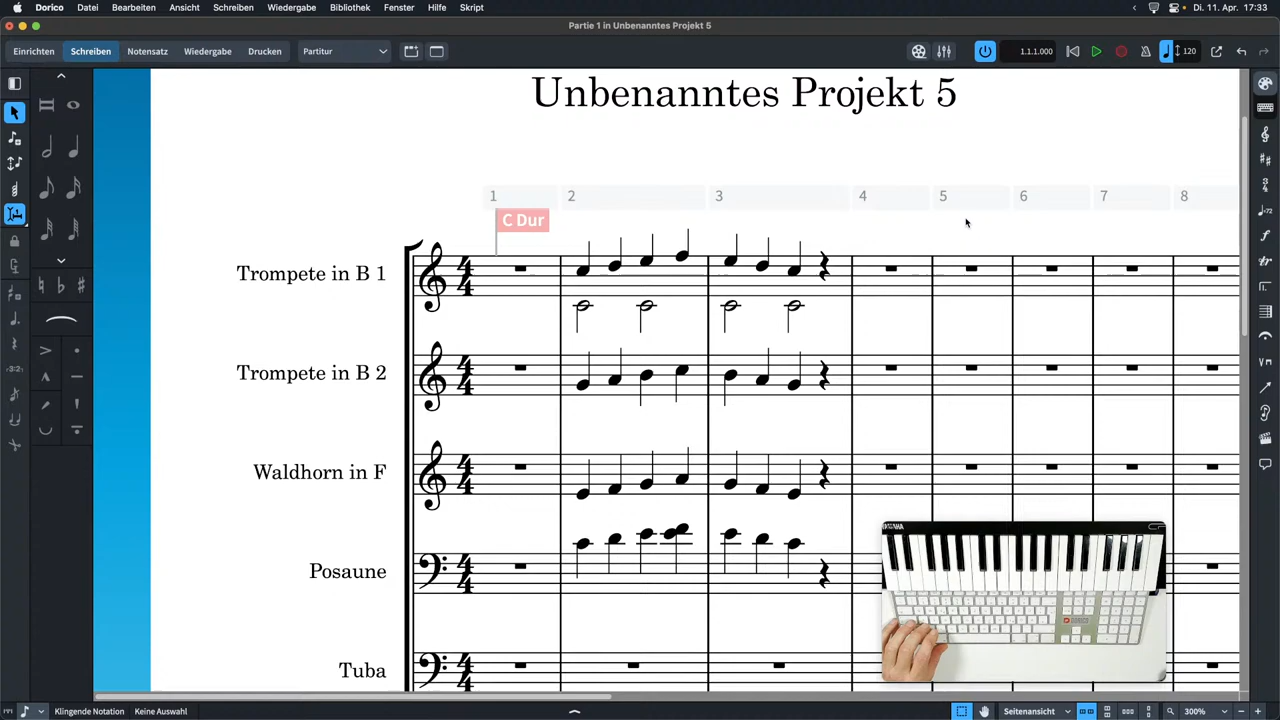 Dorico Datei Bearbeiten Ansicht Schreiben Wiedergabe Bibliothek Fenster Hilfe Skript Di. 11. Apr. 17:33
Partie 1 in Unbenanntes Projekt 5
Einrichten Schreiben Notensatz Wiedergabe Drucken Partitur 1.1.1.000 120
Unbenanntes Projekt 5
1 2 3 4 5 6 7 8
C Dur
Trompete in B 1
Trompete in B 2
Waldhorn in F
Posaune
Tuba
YAMAHA
Klingende Notation Keine Auswahl Seitenansicht 300%